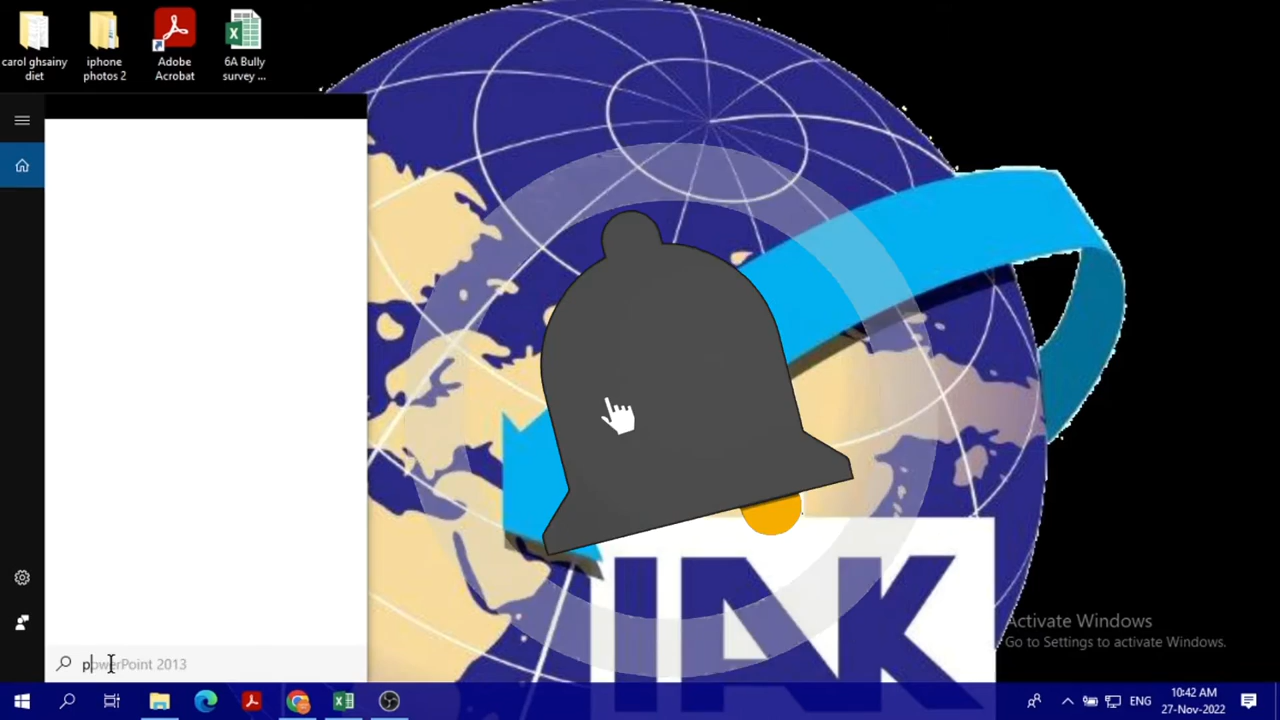 carol ghsainy
diet
iphone
photos 2
Adobe
Acrobat
6A Bully
survey ...
IAK
Activate Windows
Go to Settings to activate Windows.
powerPoint 2013
ENG
10:42 AM
27-Nov-2022